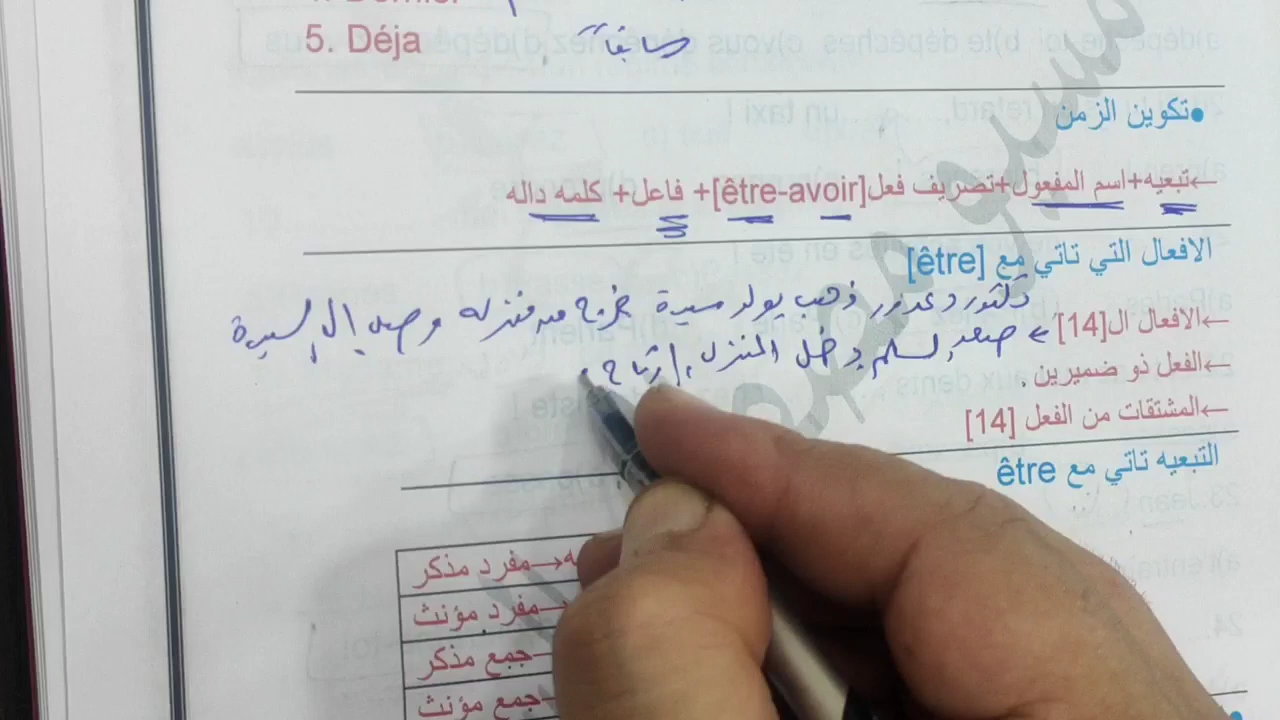 5. Déja سابقاً
●تكوين الزمن
←تبعيه+اسم المفعول+تصريف فعل[être-avoir]+ فاعل+ كلمه داله
الافعال التي تاتي مع [être]
ذهب يولد سيدة خرج من منزله وصل إلى السيدة
←الافعال ال[14] ← صعد السلم دخل المنزل ارتاح
←الفعل ذو ضميرين .
←المشتقات من الفعل [14]
التبعيه تاتي مع être
مفرد مذكر
مفرد مؤنث
جمع مذكر
جمع مؤنث